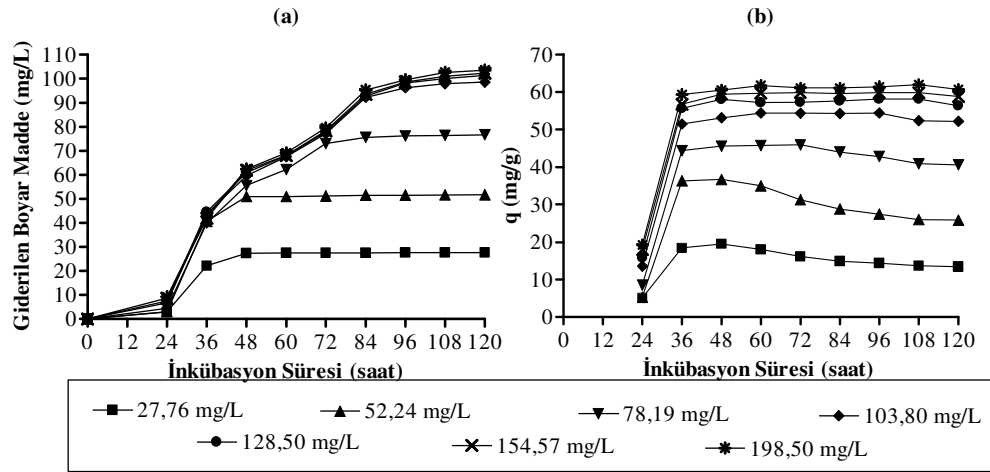 (a)
(b)
Giderilen Boyar Madde (mg/L)
110
100
90
80
70
60
50
40
30
20
10
0
0 12 24 36 48 60 72 84 96 108 120
İnkübasyon Süresi (saat)
q (mg/g)
70
60
50
40
30
20
10
0
0 12 24 36 48 60 72 84 96 108 120
İnkübasyon Süresi (saat)
27,76 mg/L 52,24 mg/L 78,19 mg/L 103,80 mg/L
128,50 mg/L 154,57 mg/L 198,50 mg/L